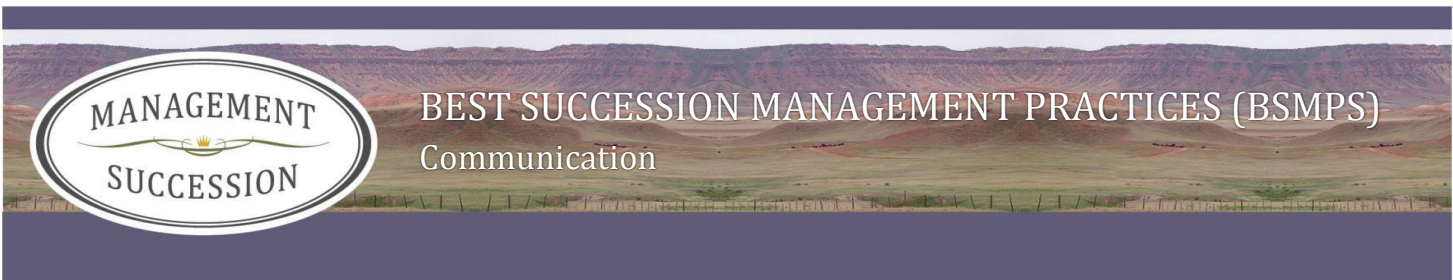 MANAGEMENT
SUCCESSION
BEST SUCCESSION MANAGEMENT PRACTICES (BSMPS)
Communication